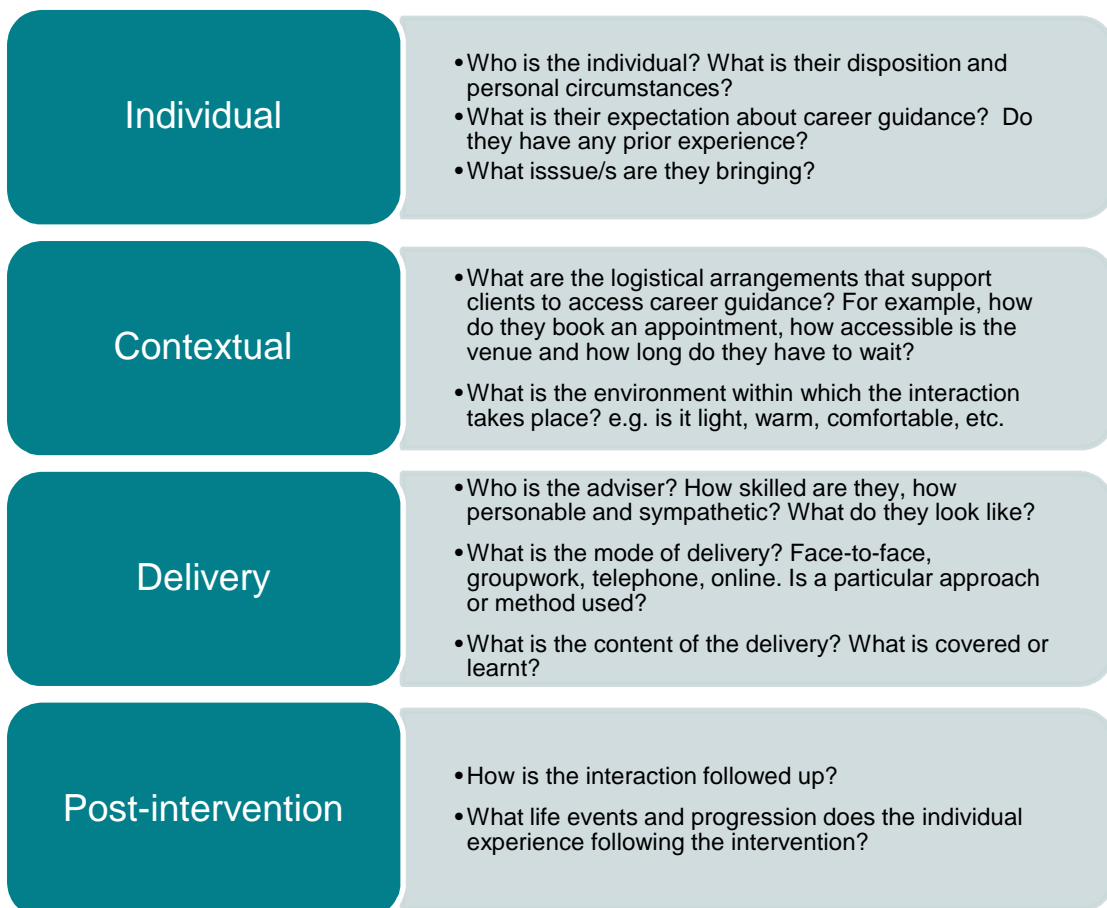 Individual
•Who is the individual? What is their disposition and
personal circumstances?
•What is their expectation about career guidance?  Do
they have any prior experience?
•What isssue/s are they bringing?
Contextual
•What are the logistical arrangements that support
clients to access career guidance? For example, how
do they book an appointment, how accessible is the
venue and how long do they have to wait?
•What is the environment within which the interaction
takes place? e.g. is it light, warm, comfortable, etc.
Delivery
•Who is the adviser? How skilled are they, how
personable and sympathetic? What do they look like?
•What is the mode of delivery? Face-to-face,
groupwork, telephone, online. Is a particular approach
or method used?
•What is the content of the delivery? What is covered or
learnt?
Post-intervention
•How is the interaction followed up?
•What life events and progression does the individual
experience following the intervention?